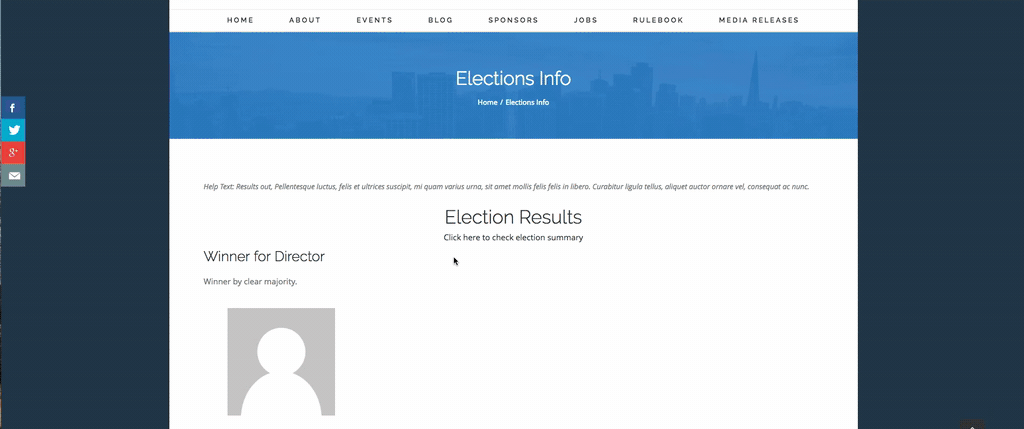 HOME ABOUT EVENTS BLOG SPONSORS JOBS RULEBOOK MEDIA RELEASES
Elections Info
Home / Elections Info
Help Text: Results out, Pellentesque luctus, felis et ultrices suscipit, mi quam varius urna, sit amet mollis felis felis in libero. Curabitur ligula tellus, aliquet auctor ornare vel, consequat ac nunc.
Election Results
Click here to check election summary
Winner for Director
Winner by clear majority.